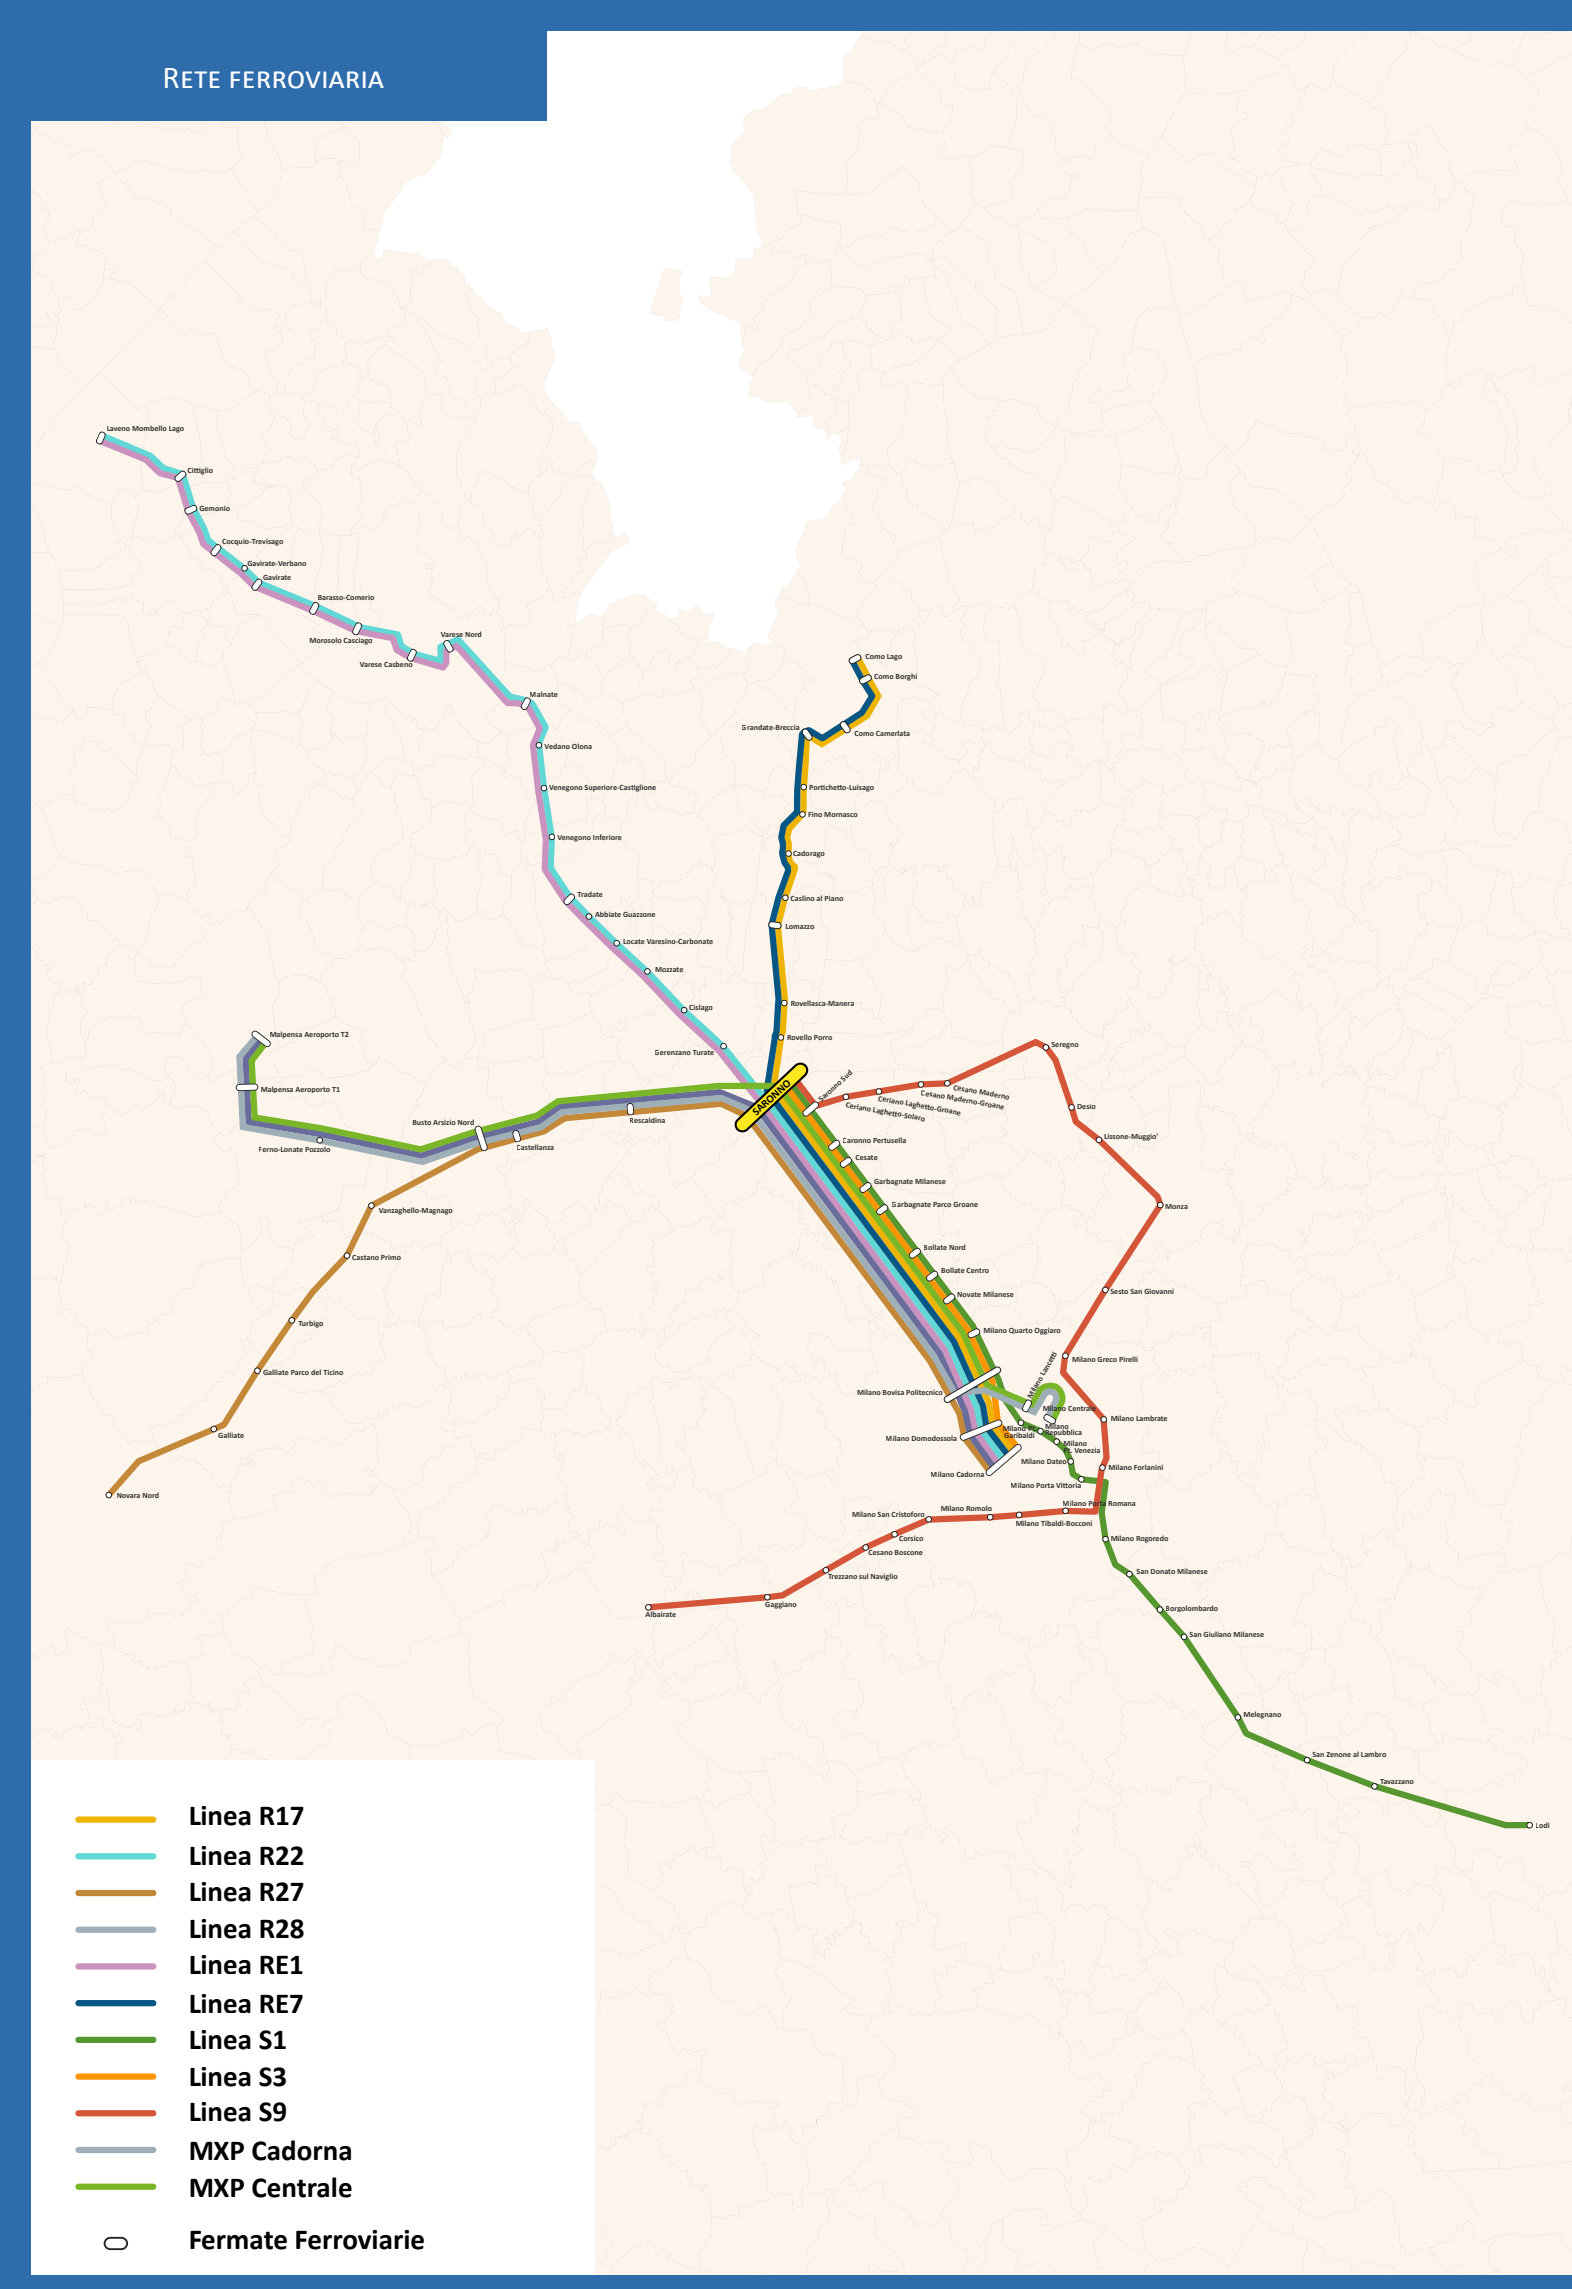 RETE FERROVIARIA
Laveno Mombello Lago
Cittiglio
Gemonio
Cocquio-Trevisago
Gavirate-Verbano
Gavirate
Barasso-Comerio
Morosolo Casciago
Varese Casbeno
Varese Nord
Malnate
Vedano Olona
Venegono Superiore-Castiglione
Venegono Inferiore
Tradate
Abbiate Guazzone
Locate Varesino-Carbonate
Mozzate
Cislago
Gerenzano Turate
Como Lago
Como Borghi
Grandate-Breccia
Como Camerlata
Portichetto-Luisago
Fino Mornasco
Cadorago
Caslino al Piano
Lomazzo
Rovellasca-Manera
Rovello Porro
SARONNO
Saronno Sud
Ceriano Laghetto-Solaro
Ceriano Laghetto-Groane
Cesano Maderno-Groane
Cesano Maderno
Seregno
Desio
Lissone-Muggio'
Monza
Sesto San Giovanni
Milano Greco Pirelli
Milano Lambrate
Milano Forlanini
Malpensa Aeroporto T2
Malpensa Aeroporto T1
Ferno-Lonate Pozzolo
Busto Arsizio Nord
Castellanza
Rescaldina
Vanzaghello-Magnago
Castano Primo
Turbigo
Galliate Parco del Ticino
Galliate
Novara Nord
Caronno Pertusella
Cesate
Garbagnate Milanese
Garbagnate Parco Groane
Bollate Nord
Bollate Centro
Novate Milanese
Milano Quarto Oggiaro
Milano Bovisa Politecnico
Milano Lancetti
Milano Centrale
Milano Domodossola
Milano Pt.
Garibaldi
Milano
Repubblica
Milano
Pt. Venezia
Milano Cadorna
Milano Dateo
Milano Porta Vittoria
Milano Porta Romana
Milano Tibaldi-Bocconi
Milano Romolo
Milano San Cristoforo
Corsico
Cesano Boscone
Trezzano sul Naviglio
Gaggiano
Albairate
Milano Rogoredo
San Donato Milanese
Borgolombardo
San Giuliano Milanese
Melegnano
San Zenone al Lambro
Tavazzano
Lodi
Linea R17
Linea R22
Linea R27
Linea R28
Linea RE1
Linea RE7
Linea S1
Linea S3
Linea S9
MXP Cadorna
MXP Centrale
Fermate Ferroviarie